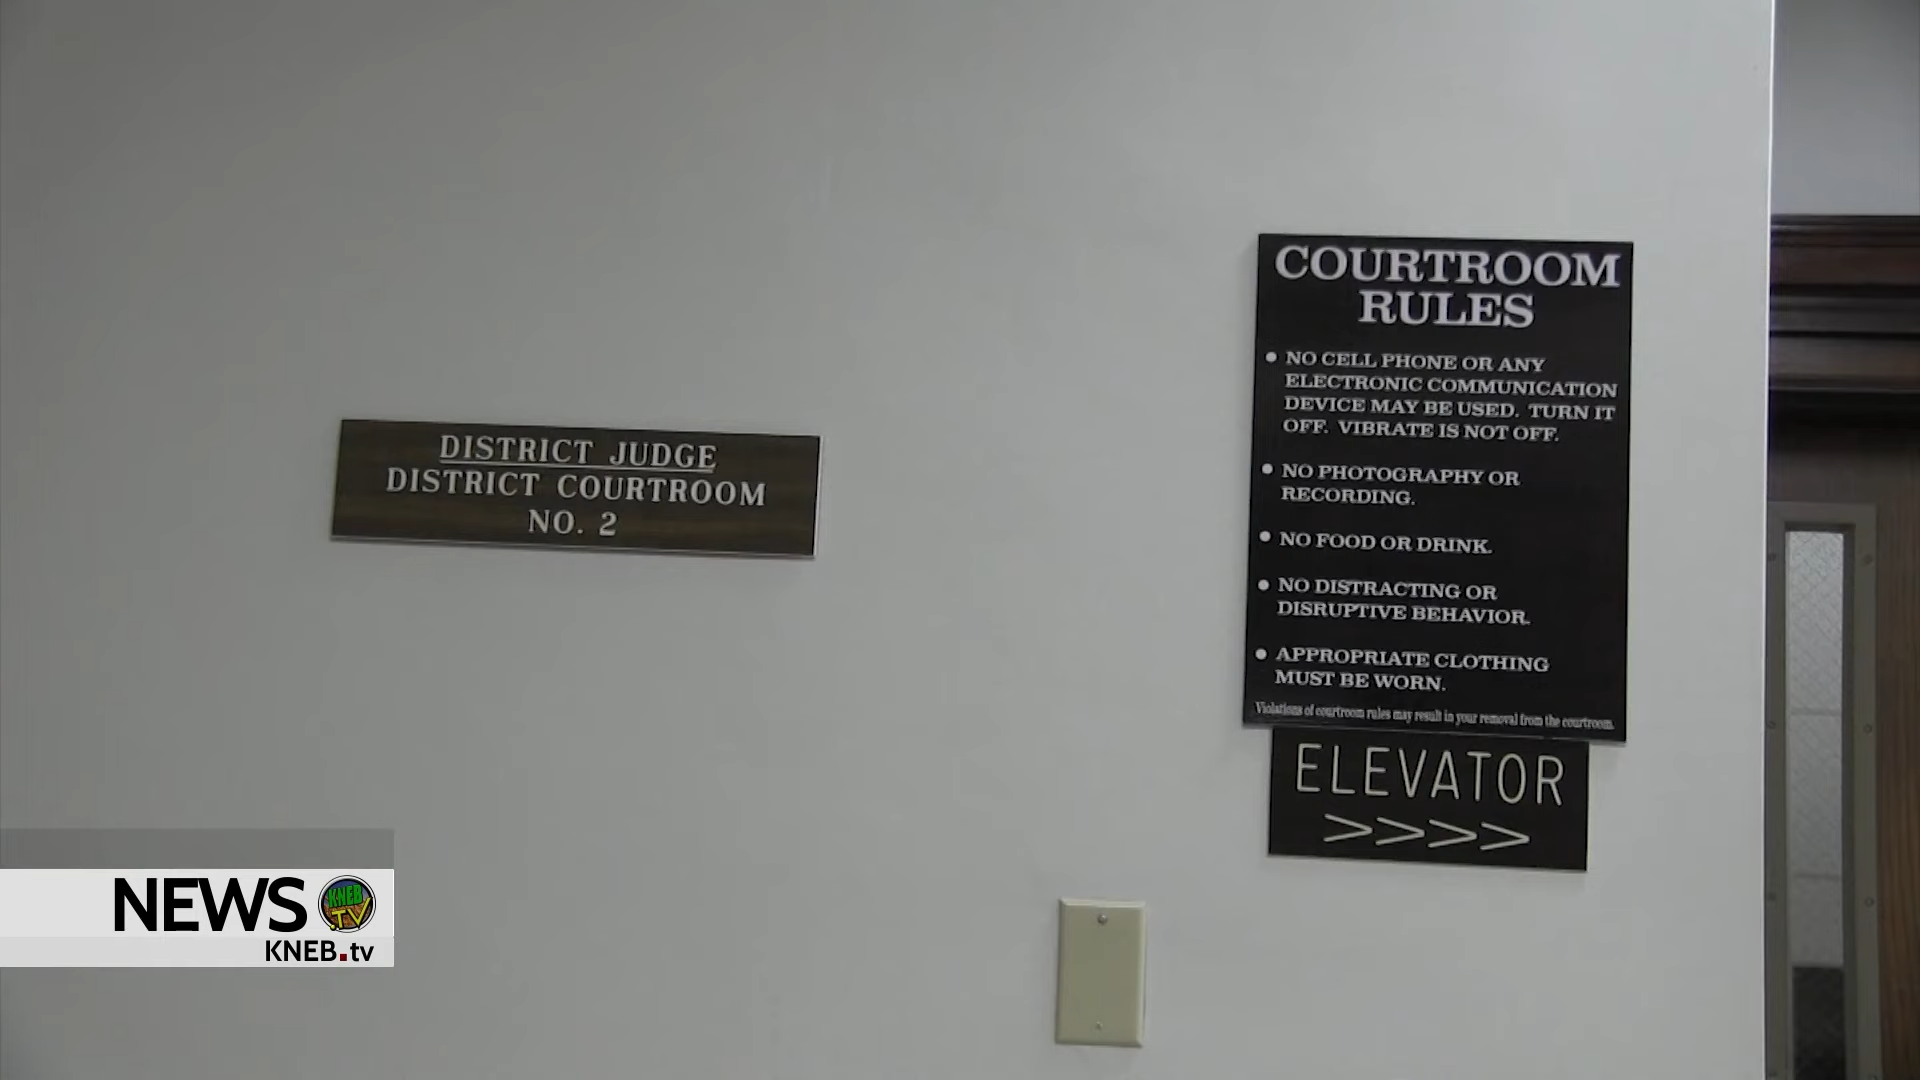 DISTRICT JUDGE
DISTRICT COURTROOM
NO. 2
COURTROOM
RULES
• NO CELL PHONE OR ANY
ELECTRONIC COMMUNICATION
DEVICE MAY BE USED. TURN IT
OFF. VIBRATE IS NOT OFF.
• NO PHOTOGRAPHY OR
RECORDING.
• NO FOOD OR DRINK.
• NO DISTRACTING OR
DISRUPTIVE BEHAVIOR.
• APPROPRIATE CLOTHING
MUST BE WORN.
Violations of courtroom rules may result in your removal from the courtroom.
ELEVATOR
>>>>
NEWS
KNEB
.TV
KNEB.tv